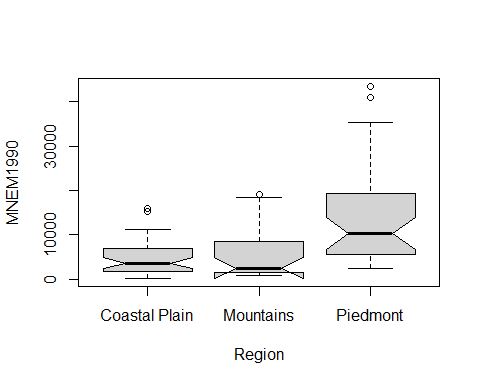 MNEM1990
30000
10000
0
Coastal Plain Mountains Piedmont
Region